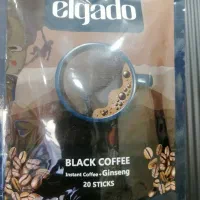 elgado
BLACK COFFEE
Instant Coffee • Ginseng
20 STICKS